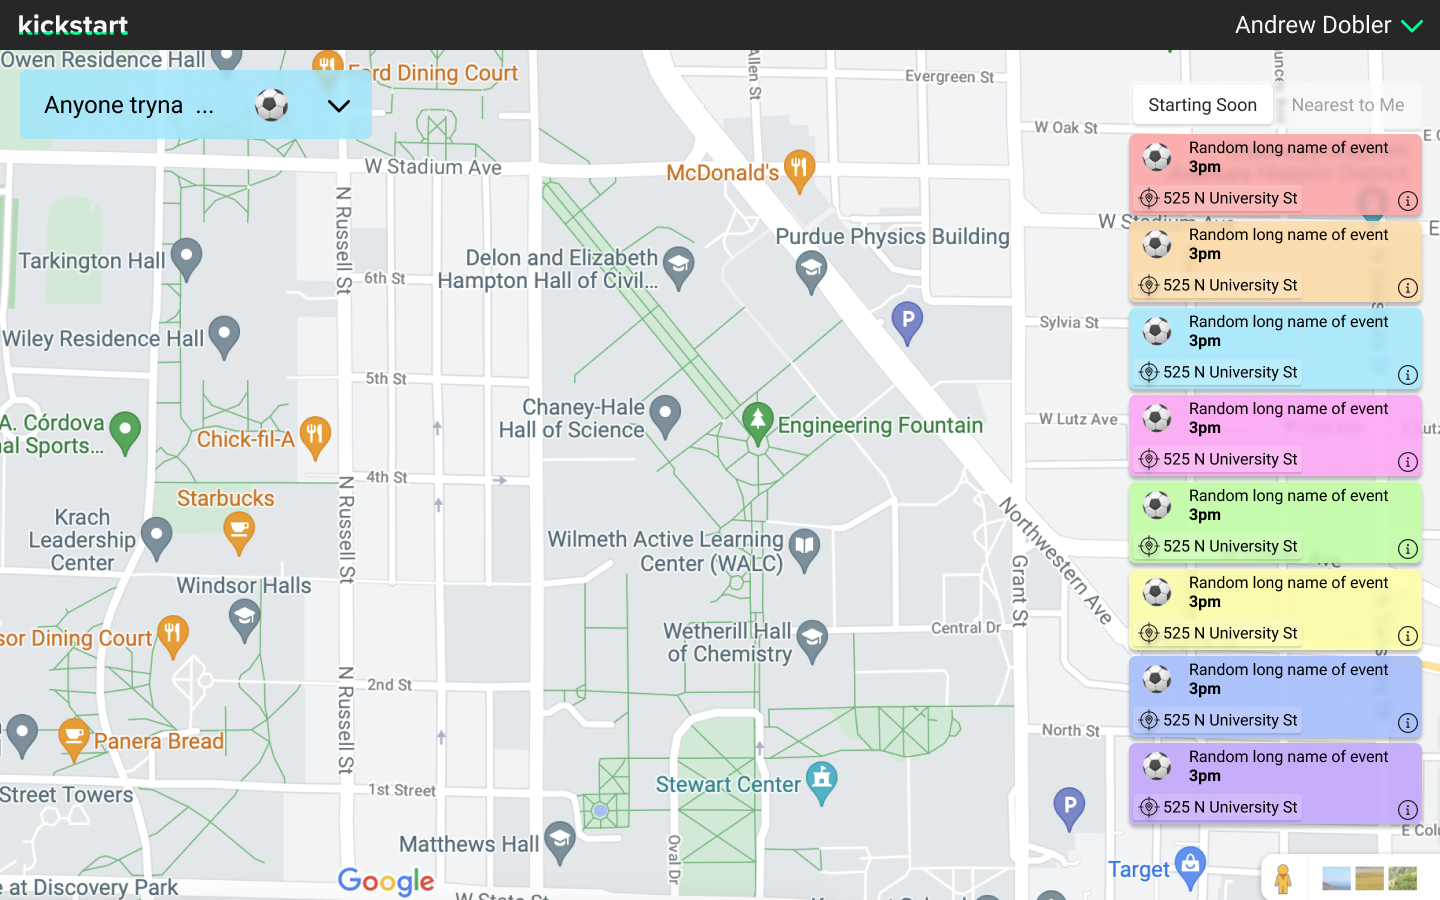 kickstart
Andrew Dobler
Owen Residence Hall
Ford Dining Court
Allen St
Evergreen St
Anyone tryna ...
Starting Soon
Nearest to Me
W Oak St
W Stadium Ave
McDonald's
N Russell St
W Stadium Ave
Purdue Physics Building
Tarkington Hall
Delon and Elizabeth
Hampton Hall of Civil...
6th St
P
Sylvia St
Wiley Residence Hall
5th St
Chaney-Hale
Hall of Science
Engineering Fountain
W Lutz Ave
A. Córdova
nal Sports...
Chick-fil-A
4th St
Starbucks
N Russell St
Krach
Leadership
Center
Northwestern Ave
Wilmeth Active Learning
Center (WALC)
Grant St
Windsor Halls
sor Dining Court
Wetherill Hall
of Chemistry
Central Dr
2nd St
N Russell St
North St
Panera Bread
Stewart Center
1st Street
Street Towers
P
Matthews Hall
Oval Dr
Target
E Colu
Google
e at Discovery Park
W State St
Random long name of event
3pm
525 N University St
Random long name of event
3pm
525 N University St
Random long name of event
3pm
525 N University St
Random long name of event
3pm
525 N University St
Random long name of event
3pm
525 N University St
Random long name of event
3pm
525 N University St
Random long name of event
3pm
525 N University St
Random long name of event
3pm
525 N University St